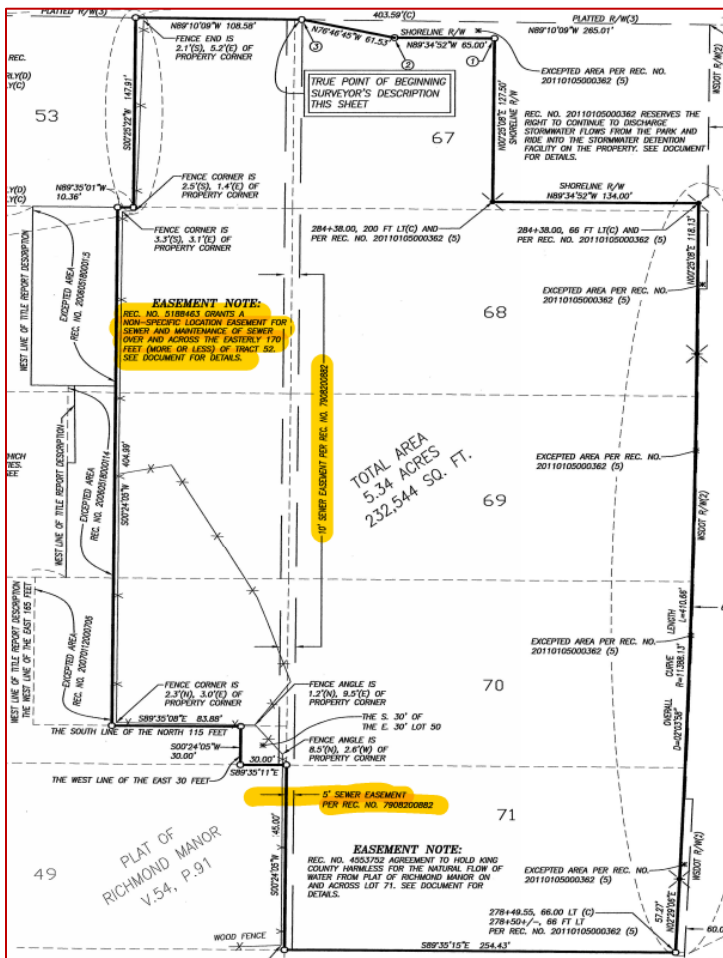 403.59'(C)
PLATTED R/W(3)
PLATTED R/W(3)
N89°10'09"W 108.58'
N76°46'45"W 61.53'
SHORELINE R/W
N89°34'52"W 65.00'
N89°10'09"W 265.01'
3
2
1
FENCE END IS
2.1'(S), 5.2'(E) OF
PROPERTY CORNER
TRUE POINT OF BEGINNING
SURVEYOR'S DESCRIPTION
THIS SHEET
EXCEPTED AREA PER REC. NO.
20110105000362 (5)
WSDOT R/W(2)
REC.
RLY(D)
LY(C)
53
S00°25'22"W 147.91'
67
N00°25'08"E 127.50'
SHORELINE R/W
REC. NO. 20110105000362 RESERVES THE
RIGHT TO CONTINUE TO DISCHARGE
STORMWATER FLOWS FROM THE PARK AND
RIDE INTO THE STORMWATER DETENTION
FACILITY ON THE PROPERTY. SEE DOCUMENT
FOR DETAILS.
RLY(D)
LY(C)
N89°35'01"W
10.36'
FENCE CORNER IS
2.5'(S), 1.4'(E) OF
PROPERTY CORNER
FENCE CORNER IS
3.3'(S), 3.1'(E) OF
PROPERTY CORNER
SHORELINE R/W
N89°34'52"W 134.00'
284+38.00, 200 FT LT(C) AND
PER REC. NO. 20110105000362 (5)
284+38.00, 66 FT LT(C) AND
PER REC. NO. 20110105000362 (5)
N00°25'08"E 118.13'
WEST LINE OF TITLE REPORT DESCRIPTION
EXCEPTED AREA
REC. NO. 20060518000115
EASEMENT NOTE:
REC. NO. 5188463 GRANTS A
NON-SPECIFIC LOCATION EASEMENT FOR
SEWER AND MAINTENANCE OF SEWER
OVER AND ACROSS THE EASTERLY 170
FEET (MORE OR LESS) OF TRACT 52.
SEE DOCUMENT FOR DETAILS.
EXCEPTED AREA PER REC. NO.
20110105000362 (5)
68
10' SEWER EASEMENT PER REC. NO. 7908200882
HICH
IES.
SEE
WEST LINE OF TITLE REPORT DESCRIPTION
EXCEPTED AREA
REC. NO. 20060518000114
S00°24'05"W 404.99'
TOTAL AREA
5.34 ACRES
232,544 SQ. FT.
EXCEPTED AREA PER REC. NO.
20110105000362 (5)
69
WSDOT R/W(2)
WEST LINE OF TITLE REPORT DESCRIPTION
THE WEST LINE OF THE EAST 165 FEET
EXCEPTED AREA
REC. NO. 20070112000705
EXCEPTED AREA PER REC. NO.
20110105000362 (5)
OVERALL CURVE LENGTH
D=02°03'58" R=11388.13' L=410.66'
FENCE CORNER IS
2.3'(N), 3.0'(E) OF
PROPERTY CORNER
FENCE ANGLE IS
1.2'(N), 9.5'(E) OF
PROPERTY CORNER
70
S89°35'08"E 83.88'
THE SOUTH LINE OF THE NORTH 115 FEET
THE S. 30' OF
THE E. 30' LOT 50
S00°24'05"W
30.00'
FENCE ANGLE IS
8.5'(N), 2.6'(W) OF
PROPERTY CORNER
30.00'
THE WEST LINE OF THE EAST 30 FEET
S89°35'11"E
5' SEWER EASEMENT
PER REC. NO. 7908200882
71
49
PLAT OF
RICHMOND MANOR
V.54, P.91
S00°24'05"W 45.00'
EASEMENT NOTE:
REC. NO. 4553752 AGREEMENT TO HOLD KING
COUNTY HARMLESS FOR THE NATURAL FLOW OF
WATER FROM PLAT OF RICHMOND MANOR ON
AND ACROSS LOT 71. SEE DOCUMENT FOR
DETAILS.
EXCEPTED AREA PER REC. NO.
20110105000362 (5)
WSDOT R/W(2)
278+49.55, 66.00 LT (C)
278+50+/-, 66 FT LT
PER REC. NO. 20110105000362 (5)
57.27'
N02°29'06"E
60.0
WOOD FENCE
S89°35'15"E 254.43'